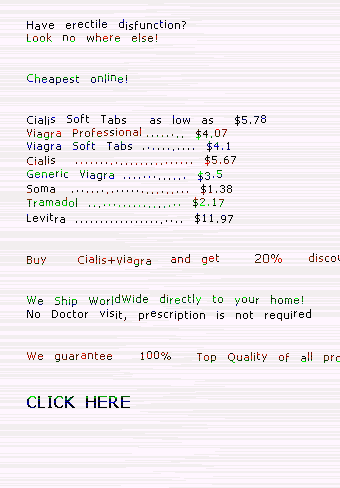 Have erectile disfunction?
Look no where else!
Cheapest online!
Cialis Soft Tabs as low as $5.78
Viagra Professional ....... $4.07
Viagra Soft Tabs .......... $4.1
Cialis ...................... $5.67
Generic Viagra ............ $3.5
Soma ...................... $1.38
Tramadol ................. $2.17
Levitra .................... $11.97
Buy Cialis+viagra and get 20% disco
We Ship WorldWide directly to your home!
No Doctor visit, prescription is not required
We guarantee 100% Top Quality of all pro
CLICK HERE